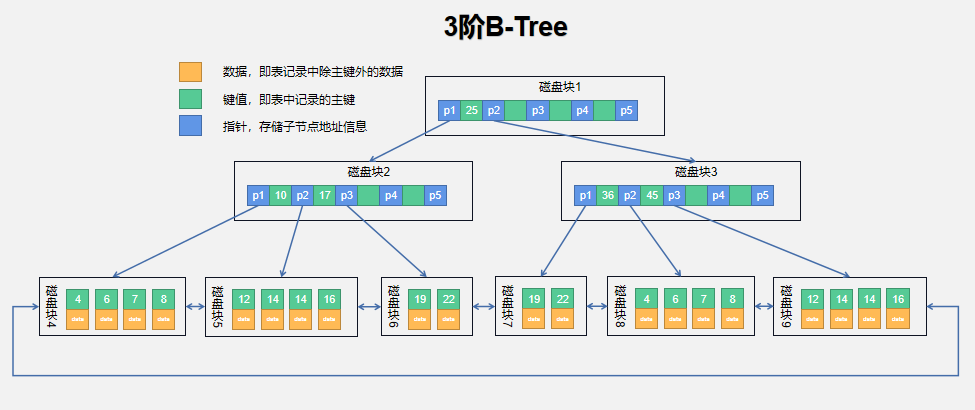 3阶B-Tree
数据，即表记录中除主键外的数据
键值，即表中记录的主键
指针，存储子节点地址信息
磁盘块1
p1 25 p2 p3 p4 p5
磁盘块2
p1 10 p2 17 p3 p4 p5
磁盘块3
p1 36 p2 45 p3 p4 p5
磁盘块4
4 6 7 8
data data data data
磁盘块5
12 14 14 16
data data data data
磁盘块6
19 22
data data
磁盘块7
19 22
data data
磁盘块8
4 6 7 8
data data data data
磁盘块9
12 14 14 16
data data data data